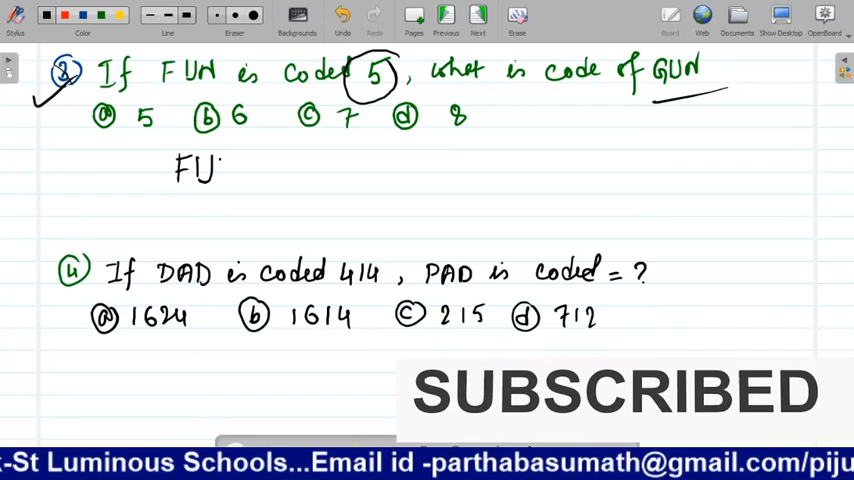 Stylus
Color
Line
Eraser
Backgrounds
Undo
Redo
Pages
Previous
Next
Erase
Board
Web
Documents
Show Desktop
OpenBoard
③ If FUN is coded 5, what is code of GUN
ⓐ 5 ⓑ 6 ⓒ 7 ⓓ 8
FU
④ If DAD is coded 414, PAD is coded = ?
ⓐ 1624 ⓑ 1614 ⓒ 215 ⓓ 712
SUBSCRIBED
k-St Luminous Schools...Email id -parthabasumath@gmail.com/piju